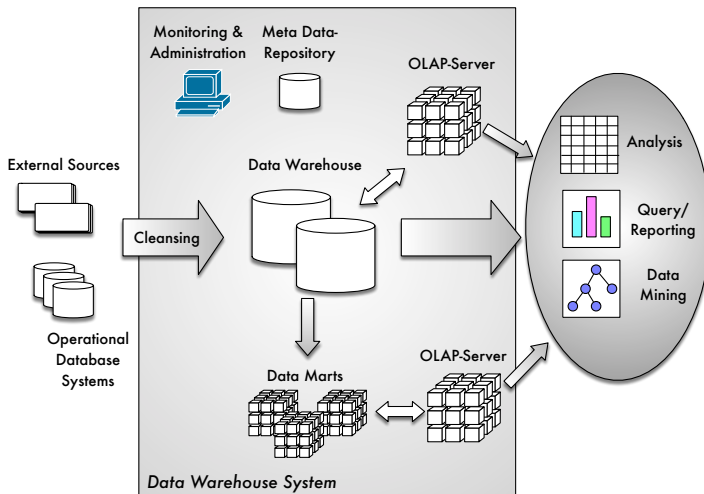 Monitoring &
Administration
Meta Data-
Repository
OLAP-Server
External Sources
Data Warehouse
Analysis
Cleansing
Query/
Reporting
Data
Mining
Operational
Database
Systems
Data Marts
OLAP-Server
Data Warehouse System